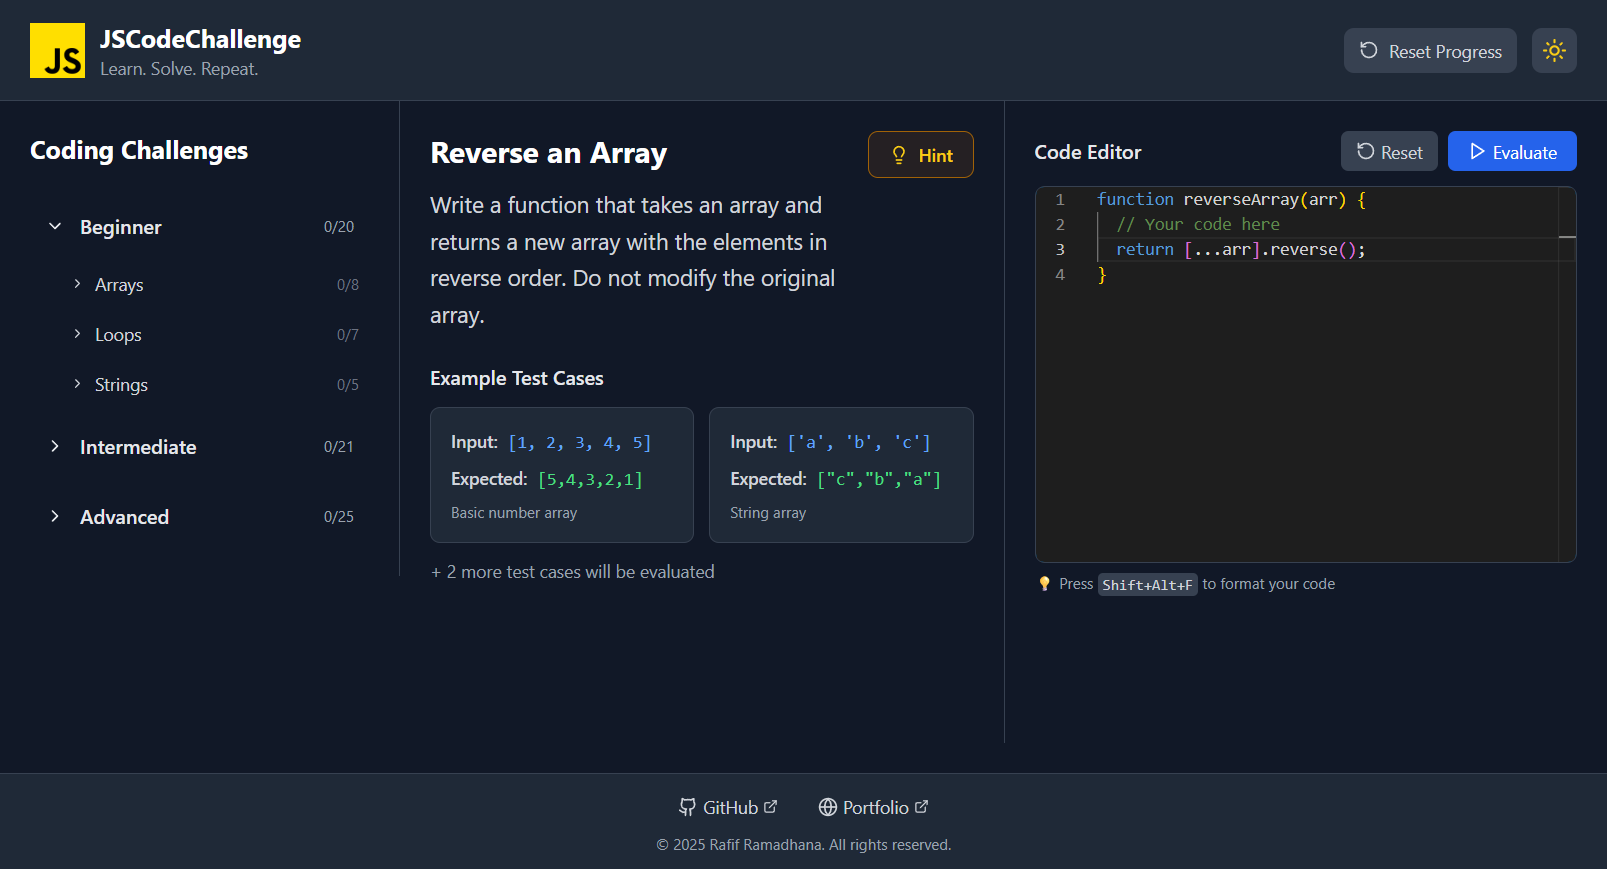 JS
JSCodeChallenge
Learn. Solve. Repeat.
Reset Progress
Coding Challenges
Beginner 0/20
Arrays 0/8
Loops 0/7
Strings 0/5
Intermediate 0/21
Advanced 0/25
Reverse an Array
Hint
Write a function that takes an array and
returns a new array with the elements in
reverse order. Do not modify the original
array.
Example Test Cases
Input: [1, 2, 3, 4, 5]
Expected: [5,4,3,2,1]
Basic number array
Input: ['a', 'b', 'c']
Expected: ["c","b","a"]
String array
+ 2 more test cases will be evaluated
Code Editor
Reset
Evaluate
1 function reverseArray(arr) {
2 // Your code here
3 return [...arr].reverse();
4 }
Press Shift+Alt+F to format your code
GitHub
Portfolio
© 2025 Rafif Ramadhana. All rights reserved.